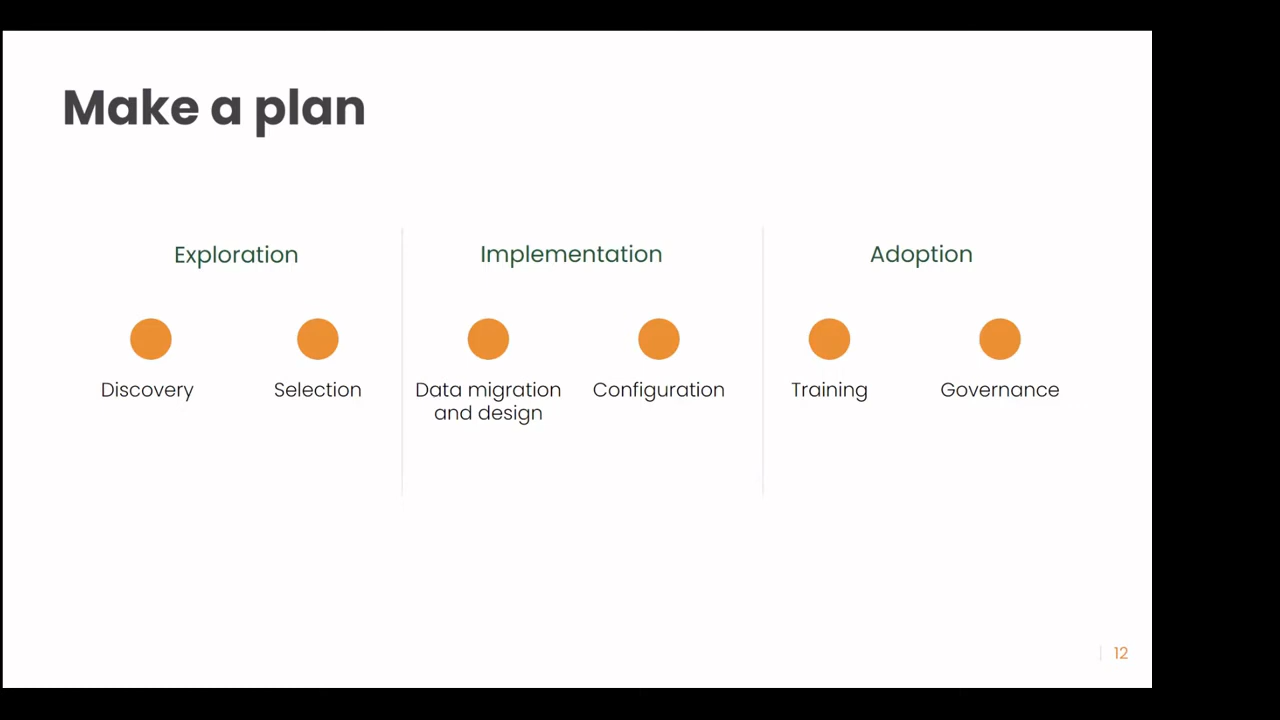 Make a plan
Exploration
Implementation
Adoption
Discovery
Selection
Data migration
and design
Configuration
Training
Governance
12